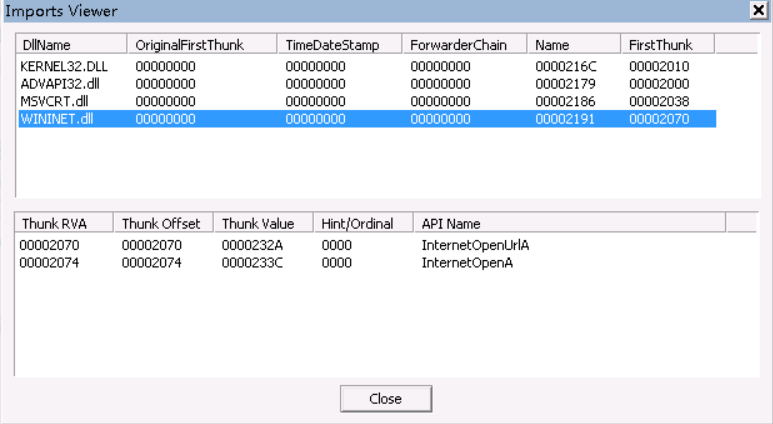 Imports Viewer
DllName OriginalFirstThunk TimeDateStamp ForwarderChain Name FirstThunk
KERNEL32.DLL 00000000 00000000 00000000 0000216C 00002010
ADVAPI32.dll 00000000 00000000 00000000 00002179 00002000
MSVCRT.dll 00000000 00000000 00000000 00002186 00002038
WININET.dll 00000000 00000000 00000000 00002191 00002070
Thunk RVA Thunk Offset Thunk Value Hint/Ordinal API Name
00002070 00002070 0000232A 0000 InternetOpenUrlA
00002074 00002074 0000233C 0000 InternetOpenA
Close